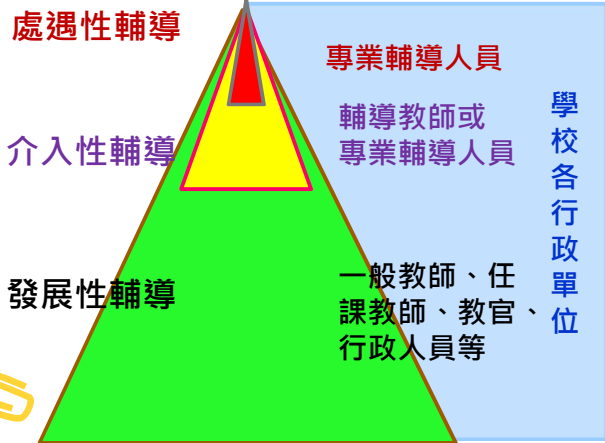 處遇性輔導
專業輔導人員
介入性輔導
輔導教師或
專業輔導人員
發展性輔導
一般教師、任
課教師、教官、
行政人員等
學校各行政單位